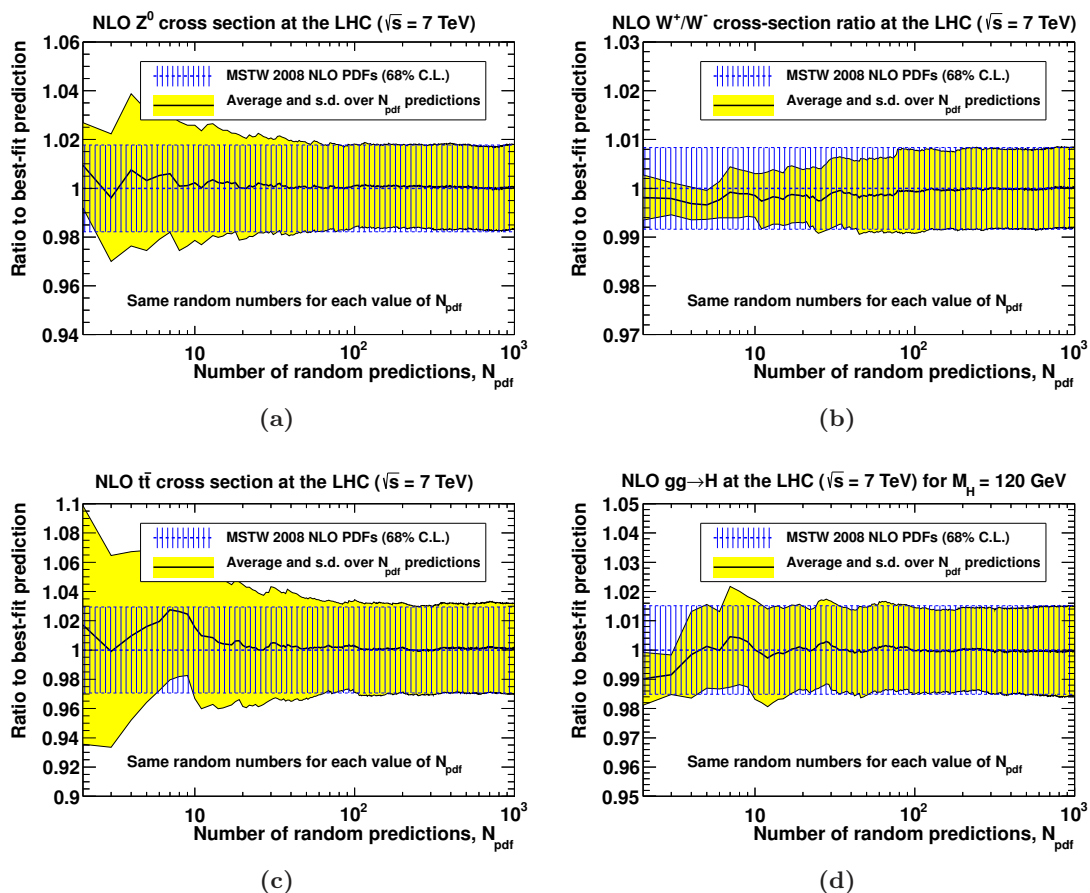 NLO Z⁰ cross section at the LHC (√s = 7 TeV)
Ratio to best-fit prediction
1.06
1.04
1.02
1
0.98
0.96
0.94
MSTW 2008 NLO PDFs (68% C.L.)
Average and s.d. over N_pdf predictions
Same random numbers for each value of N_pdf
10
10²
10³
Number of random predictions, N_pdf
(a)
NLO W⁺/W⁻ cross-section ratio at the LHC (√s = 7 TeV)
Ratio to best-fit prediction
1.03
1.02
1.01
1
0.99
0.98
0.97
MSTW 2008 NLO PDFs (68% C.L.)
Average and s.d. over N_pdf predictions
Same random numbers for each value of N_pdf
10
10²
10³
Number of random predictions, N_pdf
(b)
NLO tt̄ cross section at the LHC (√s = 7 TeV)
Ratio to best-fit prediction
1.1
1.08
1.06
1.04
1.02
1
0.98
0.96
0.94
0.92
0.9
MSTW 2008 NLO PDFs (68% C.L.)
Average and s.d. over N_pdf predictions
Same random numbers for each value of N_pdf
10
10²
10³
Number of random predictions, N_pdf
(c)
NLO gg→H at the LHC (√s = 7 TeV) for M_H = 120 GeV
Ratio to best-fit prediction
1.05
1.04
1.03
1.02
1.01
1
0.99
0.98
0.97
0.96
0.95
MSTW 2008 NLO PDFs (68% C.L.)
Average and s.d. over N_pdf predictions
Same random numbers for each value of N_pdf
10
10²
10³
Number of random predictions, N_pdf
(d)